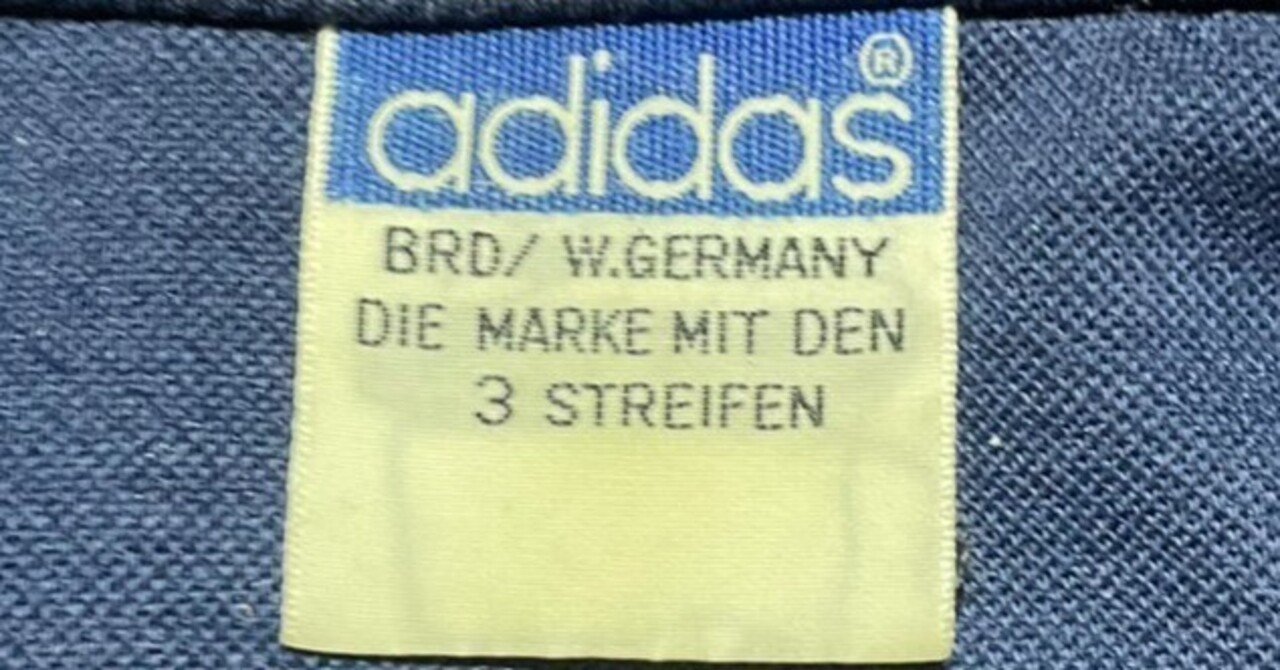 adidas®
BRD/ W.GERMANY
DIE MARKE MIT DEN
3 STREIFEN